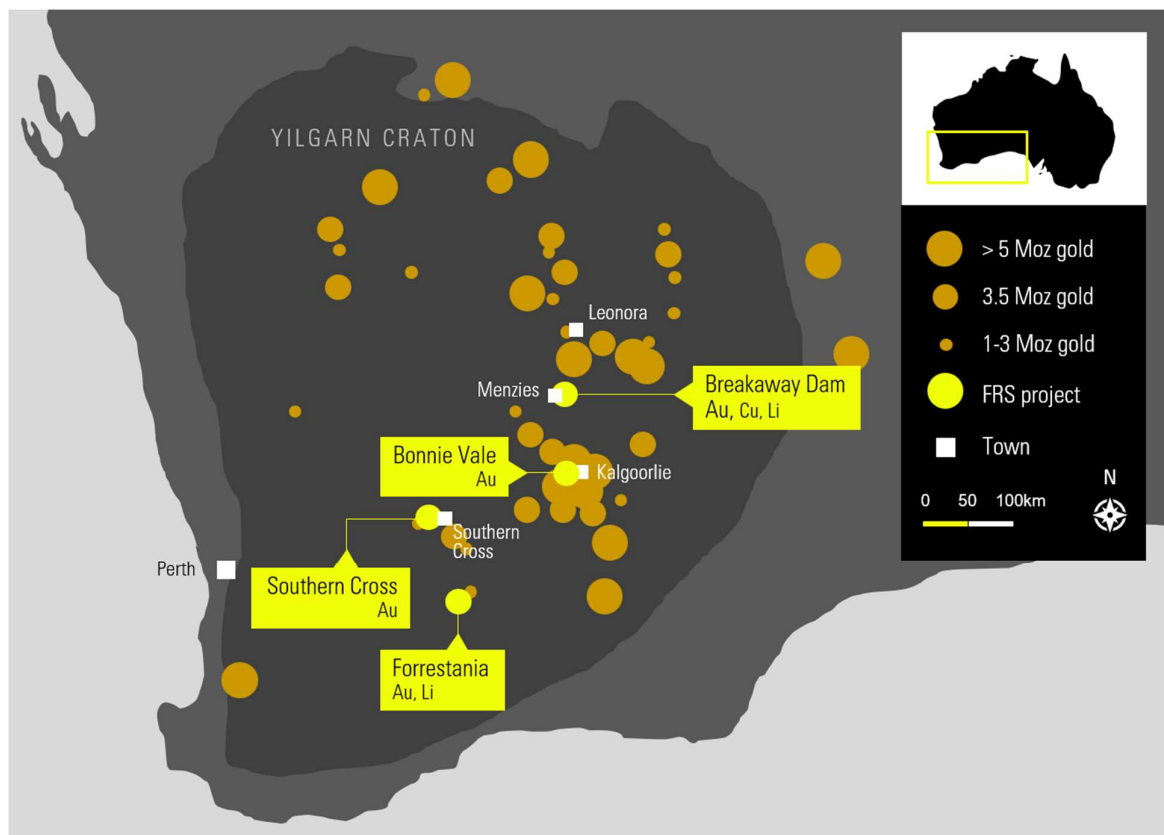 YILGARN CRATON
> 5 Moz gold
3.5 Moz gold
1-3 Moz gold
FRS project
Town
N
0 50 100km
Leonora
Menzies
Breakaway Dam
Au, Cu, Li
Bonnie Vale
Au
Kalgoorlie
Southern
Cross
Perth
Southern Cross
Au
Forrestania
Au, Li